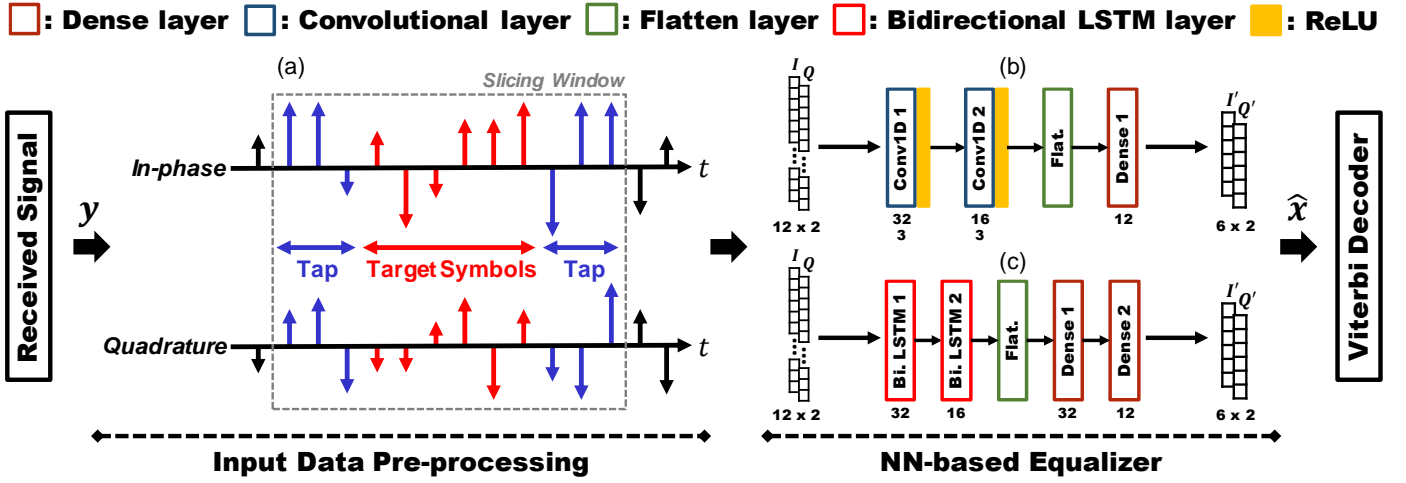 : Dense layer : Convolutional layer : Flatten layer : Bidirectional LSTM layer : ReLU
Received Signal
y
(a)
Slicing Window
In-phase
t
Tap
Target Symbols
Tap
Quadrature
t
Input Data Pre-processing
(b)
I Q
12 x 2
Conv1D 1
32
3
Conv1D 2
16
3
Flat.
Dense 1
12
I' Q'
6 x 2
(c)
I Q
12 x 2
Bi. LSTM 1
32
Bi. LSTM 2
16
Flat.
Dense 1
32
Dense 2
12
I' Q'
6 x 2
NN-based Equalizer
x̂
Viterbi Decoder